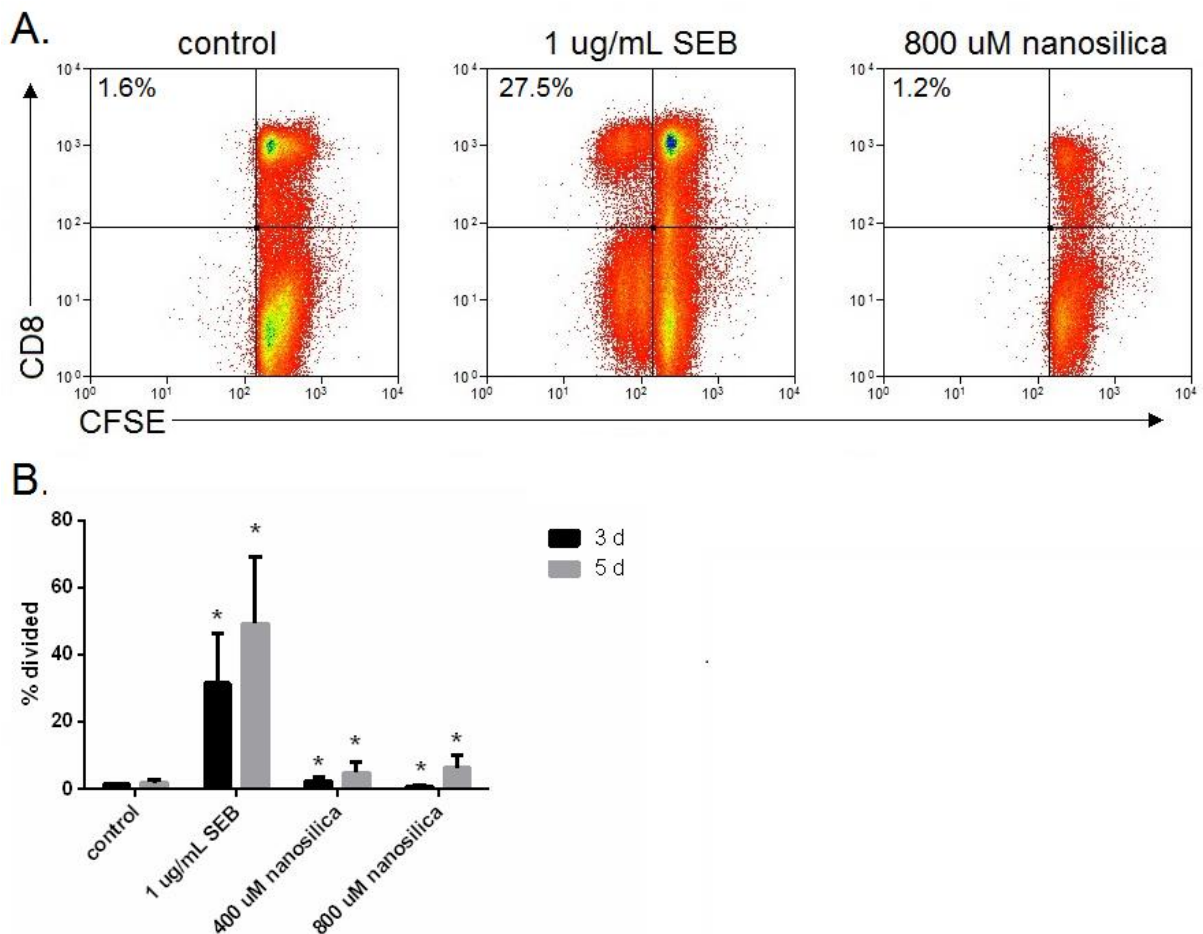 A.
control
1 ug/mL SEB
800 uM nanosilica
10⁴
10³
10²
10¹
10⁰
1.6%
27.5%
1.2%
CD8
10⁰ 10¹ 10² 10³ 10⁴
10⁴
10³
10²
10¹
10⁰
10⁰ 10¹ 10² 10³ 10⁴
10⁴
10³
10²
10¹
10⁰
10⁰ 10¹ 10² 10³ 10⁴
CFSE
B.
80
60
40
20
0
% divided
* * * * * *
3 d
5 d
control
1 ug/mL SEB
400 uM nanosilica
800 uM nanosilica